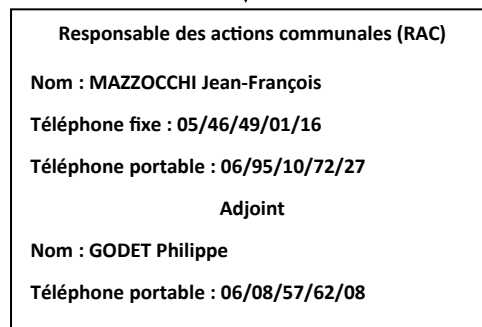 Responsable des actions communales (RAC)
Nom : MAZZOCCHI Jean-François
Téléphone fixe : 05/46/49/01/16
Téléphone portable : 06/95/10/72/27
Adjoint
Nom : GODET Philippe
Téléphone portable : 06/08/57/62/08